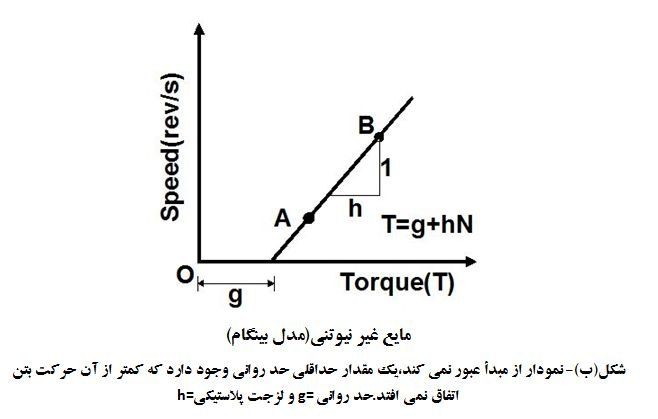 Speed(rev/s)
B
1
h
A
T=g+hN
O
g
Torque(T)
مایع غیر نیوتنی(مدل بینگام)
شکل(ب)-نمودار از مبدأ عبور نمی کند،یک مقدار حداقلی حد روانی وجود دارد که کمتر از آن حرکت بتن
اتفاق نمی افتد.حد روانی =g و لزجت پلاستیکی=h